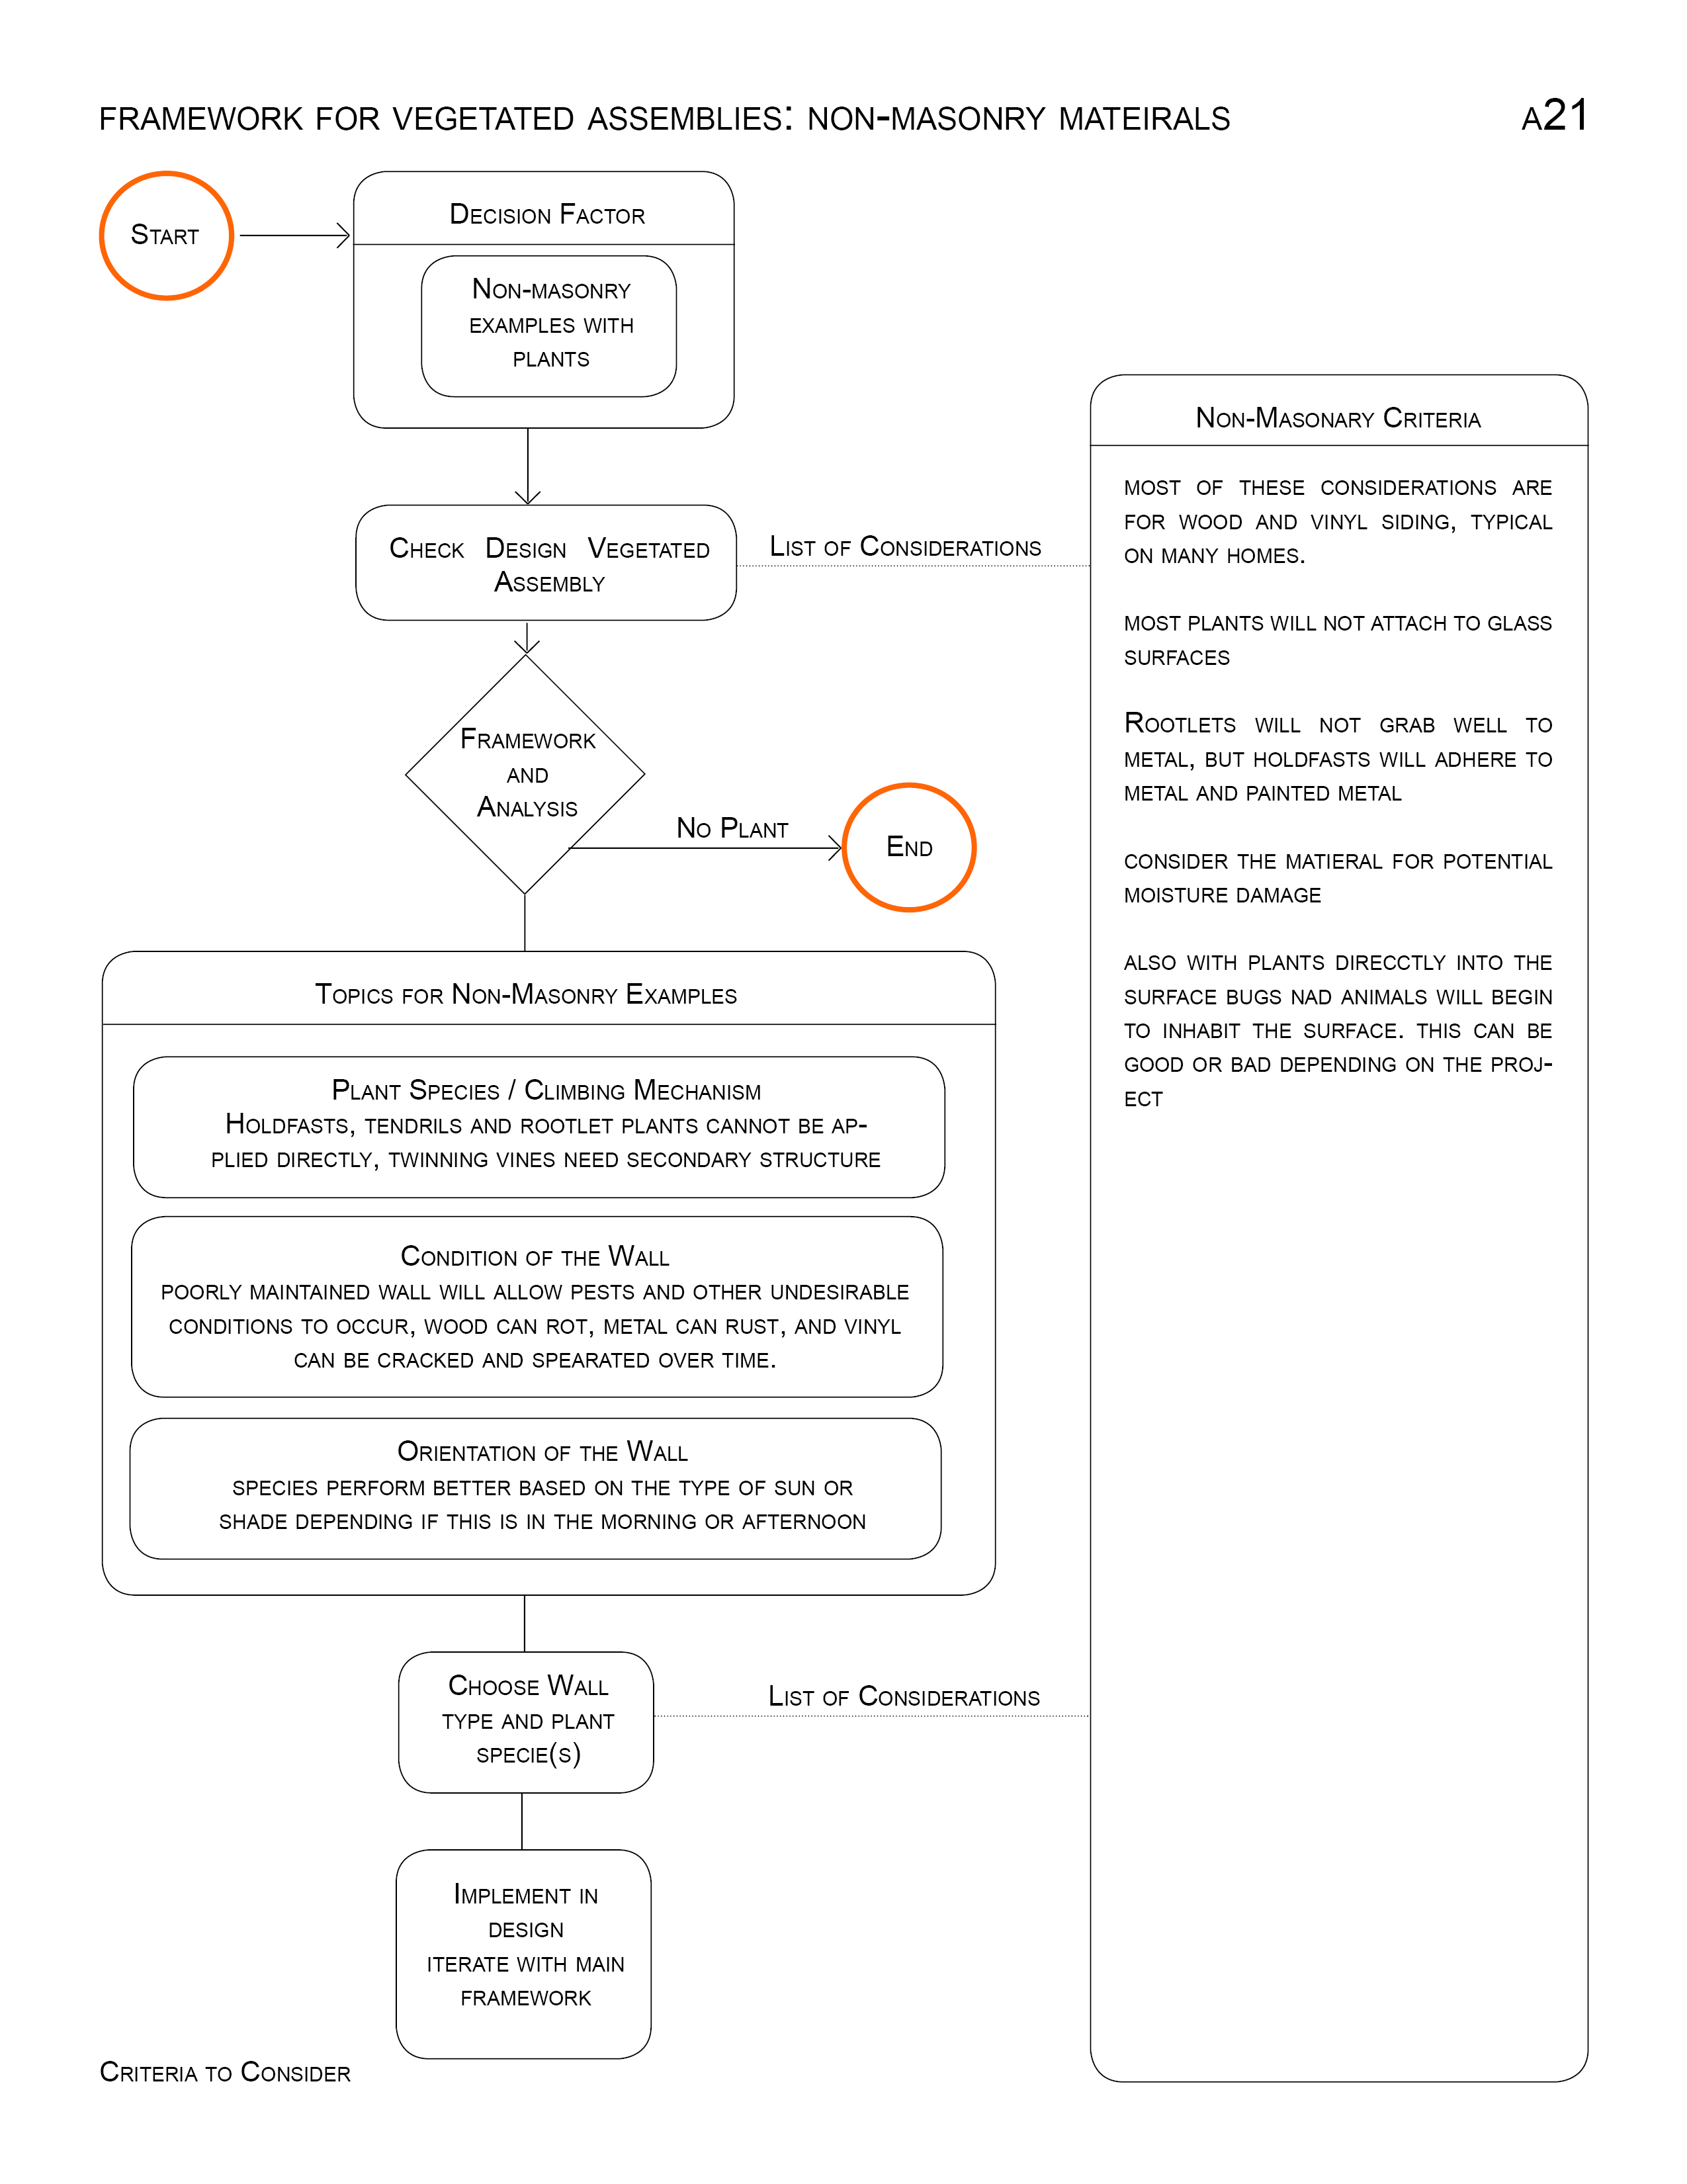 FRAMEWORK FOR VEGETATED ASSEMBLIES: NON-MASONRY MATEIRALS
A21
START
DECISION FACTOR
NON-MASONRY
EXAMPLES WITH
PLANTS
CHECK DESIGN VEGETATED
ASSEMBLY
LIST OF CONSIDERATIONS
FRAMEWORK
AND
ANALYSIS
NO PLANT
END
TOPICS FOR NON-MASONRY EXAMPLES
PLANT SPECIES / CLIMBING MECHANISM
HOLDFASTS, TENDRILS AND ROOTLET PLANTS CANNOT BE AP-
PLIED DIRECTLY, TWINNING VINES NEED SECONDARY STRUCTURE
CONDITION OF THE WALL
POORLY MAINTAINED WALL WILL ALLOW PESTS AND OTHER UNDESIRABLE
CONDITIONS TO OCCUR, WOOD CAN ROT, METAL CAN RUST, AND VINYL
CAN BE CRACKED AND SPEARATED OVER TIME.
ORIENTATION OF THE WALL
SPECIES PERFORM BETTER BASED ON THE TYPE OF SUN OR
SHADE DEPENDING IF THIS IS IN THE MORNING OR AFTERNOON
CHOOSE WALL
TYPE AND PLANT
SPECIE(S)
LIST OF CONSIDERATIONS
IMPLEMENT IN
DESIGN
ITERATE WITH MAIN
FRAMEWORK
NON-MASONARY CRITERIA
MOST OF THESE CONSIDERATIONS ARE
FOR WOOD AND VINYL SIDING, TYPICAL
ON MANY HOMES.
MOST PLANTS WILL NOT ATTACH TO GLASS
SURFACES
ROOTLETS WILL NOT GRAB WELL TO
METAL, BUT HOLDFASTS WILL ADHERE TO
METAL AND PAINTED METAL
CONSIDER THE MATIERAL FOR POTENTIAL
MOISTURE DAMAGE
ALSO WITH PLANTS DIRECCTLY INTO THE
SURFACE BUGS NAD ANIMALS WILL BEGIN
TO INHABIT THE SURFACE. THIS CAN BE
GOOD OR BAD DEPENDING ON THE PROJ-
ECT
CRITERIA TO CONSIDER